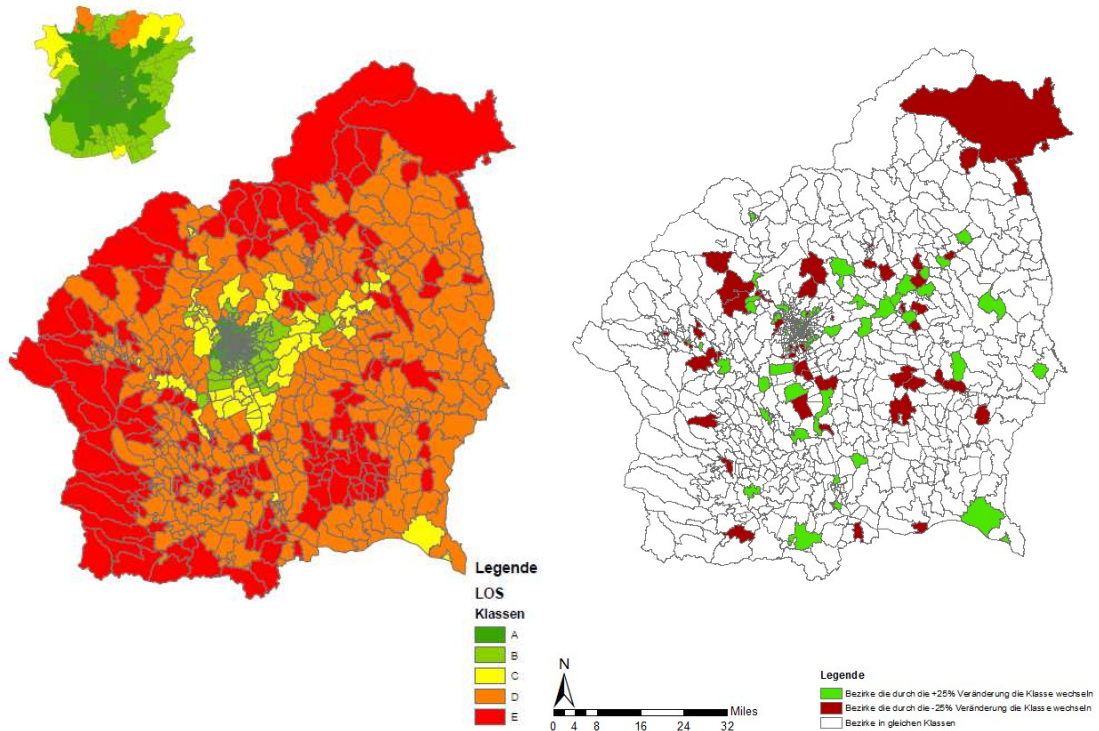 Legende
LOS
Klassen
A
B
C
D
E
N
0 4 8 16 24 32 Miles
Legende
Bezirke die durch die +25% Veränderung die Klasse wechseln
Bezirke die durch die -25% Veränderung die Klasse wechseln
Bezirke in gleichen Klassen